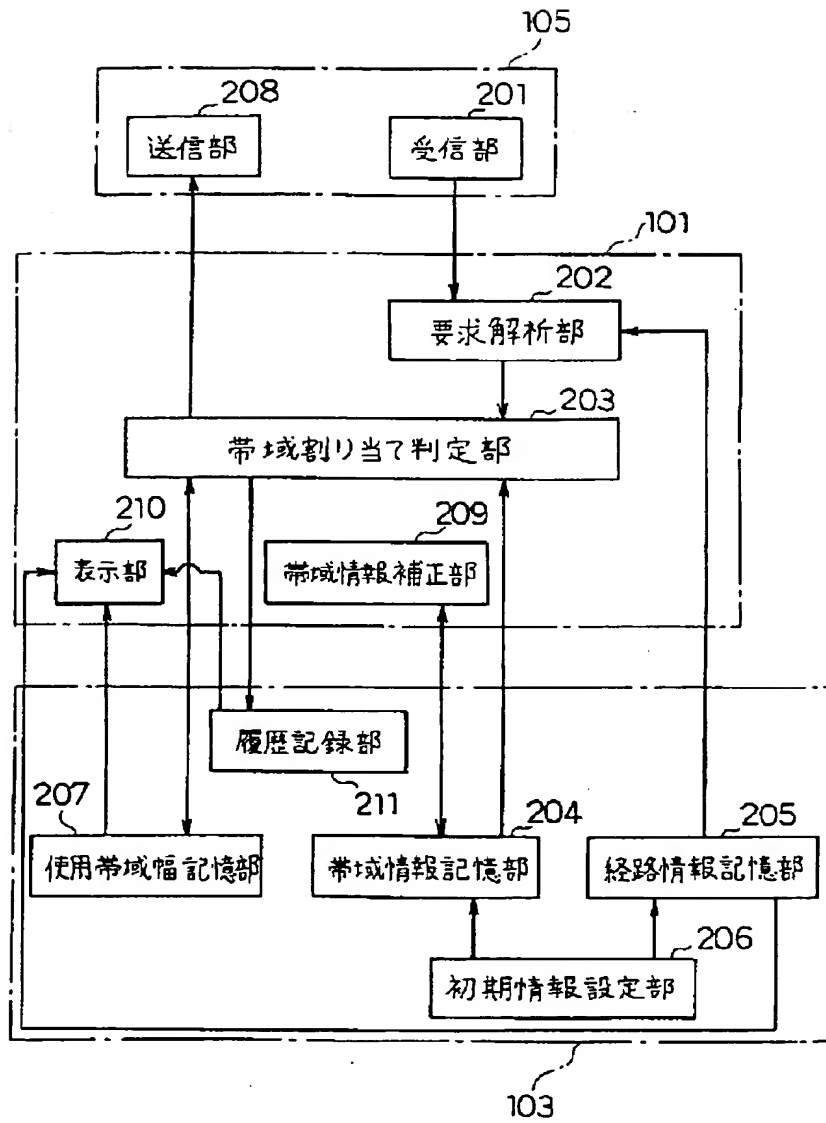 105
208
201
送信部
受信部
101
202
要求解析部
203
帯域割り当て判定部
210
209
表示部
帯域情報補正部
履歴記録部
207
211
204
205
使用帯域幅記憶部
帯域情報記憶部
経路情報記憶部
206
初期情報設定部
103